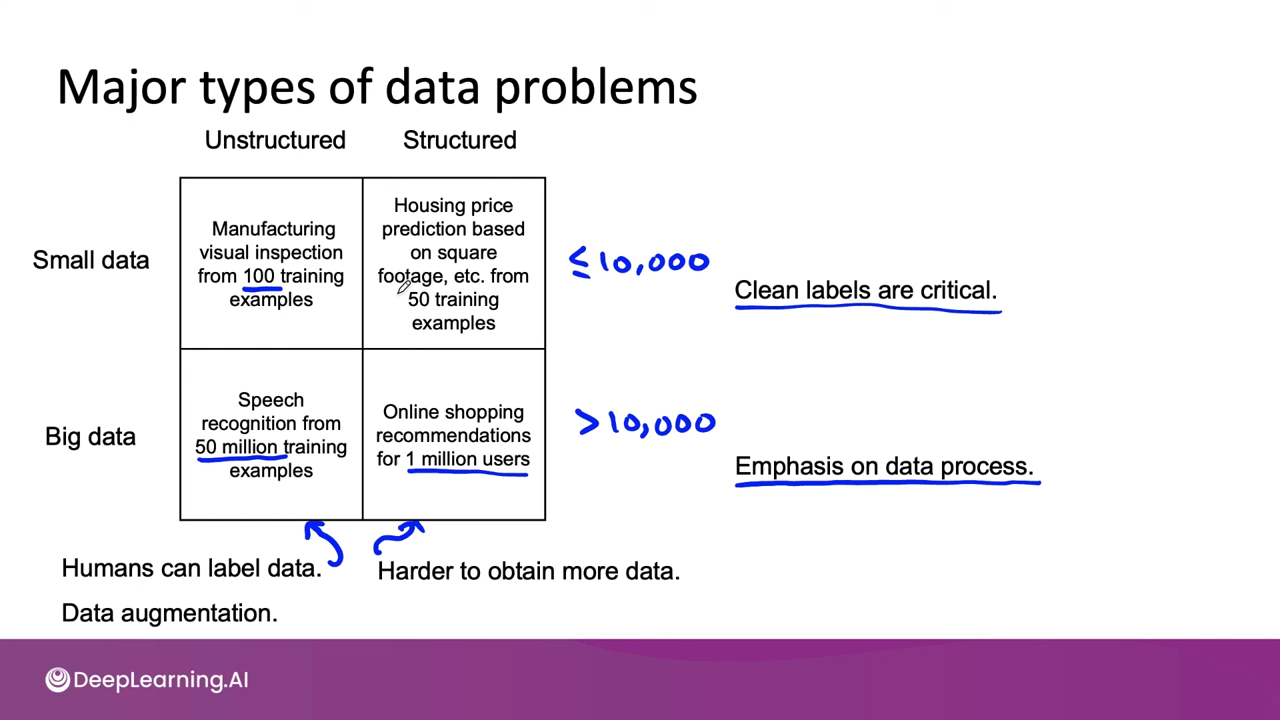 Major types of data problems
Unstructured
Structured
Small data
Manufacturing
visual inspection
from 100 training
examples
Housing price
prediction based
on square
footage, etc. from
50 training
examples
≤10,000
Clean labels are critical.
Big data
Speech
recognition from
50 million training
examples
Online shopping
recommendations
for 1 million users
>10,000
Emphasis on data process.
Humans can label data.
Data augmentation.
Harder to obtain more data.
DeepLearning.AI